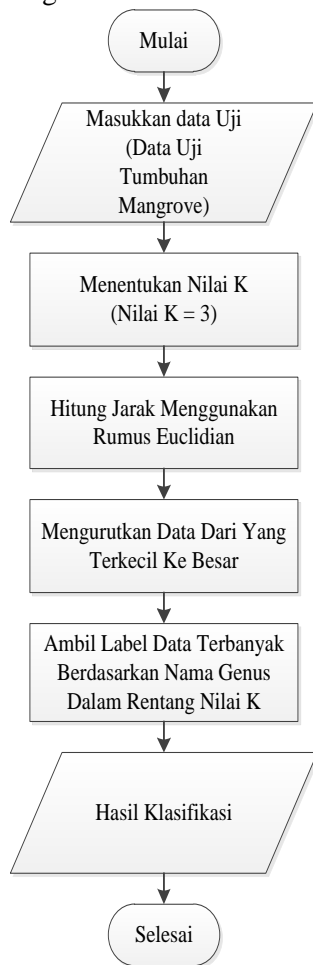 Mulai
Masukkan data Uji
(Data Uji
Tumbuhan
Mangrove)
Menentukan Nilai K
(Nilai K = 3)
Hitung Jarak Menggunakan
Rumus Euclidian
Mengurutkan Data Dari Yang
Terkecil Ke Besar
Ambil Label Data Terbanyak
Berdasarkan Nama Genus
Dalam Rentang Nilai K
Hasil Klasifikasi
Selesai